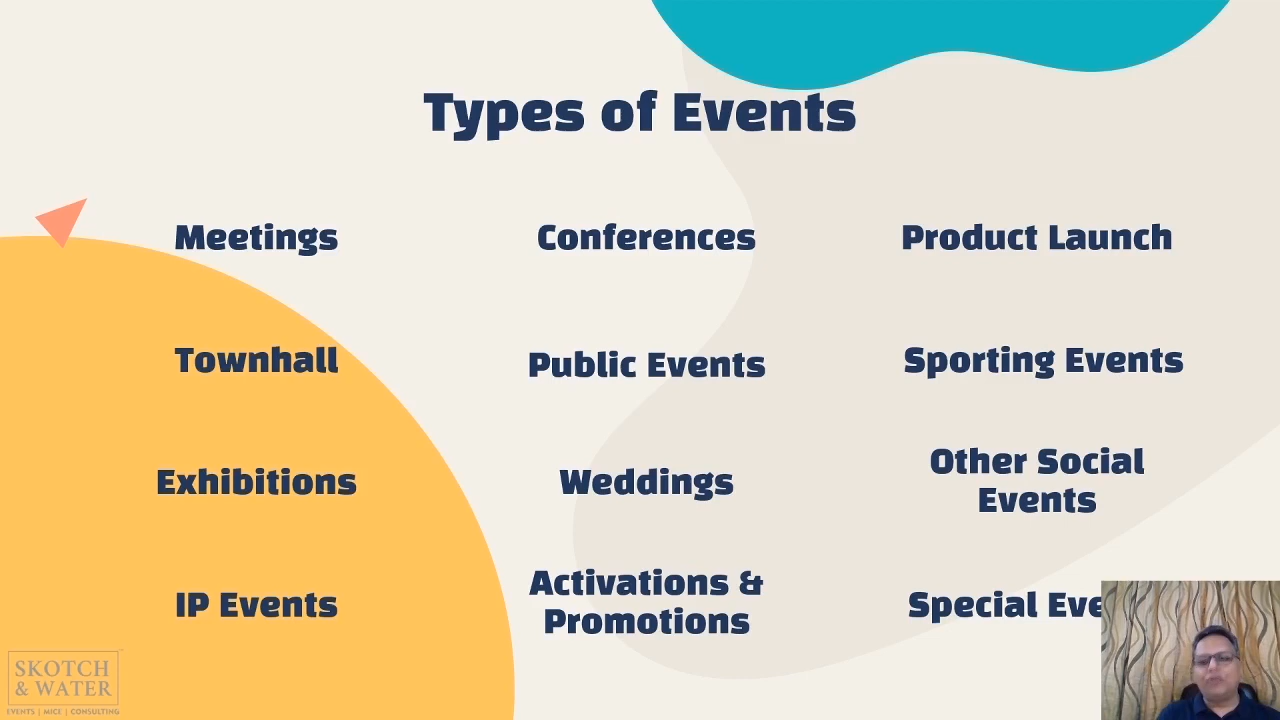 Types of Events
Meetings
Conferences
Product Launch
Townhall
Public Events
Sporting Events
Exhibitions
Weddings
Other Social
Events
IP Events
Activations &
Promotions
Special Eve
SKOTCH
& WATER
EVENTS | MICE | CONSULTING